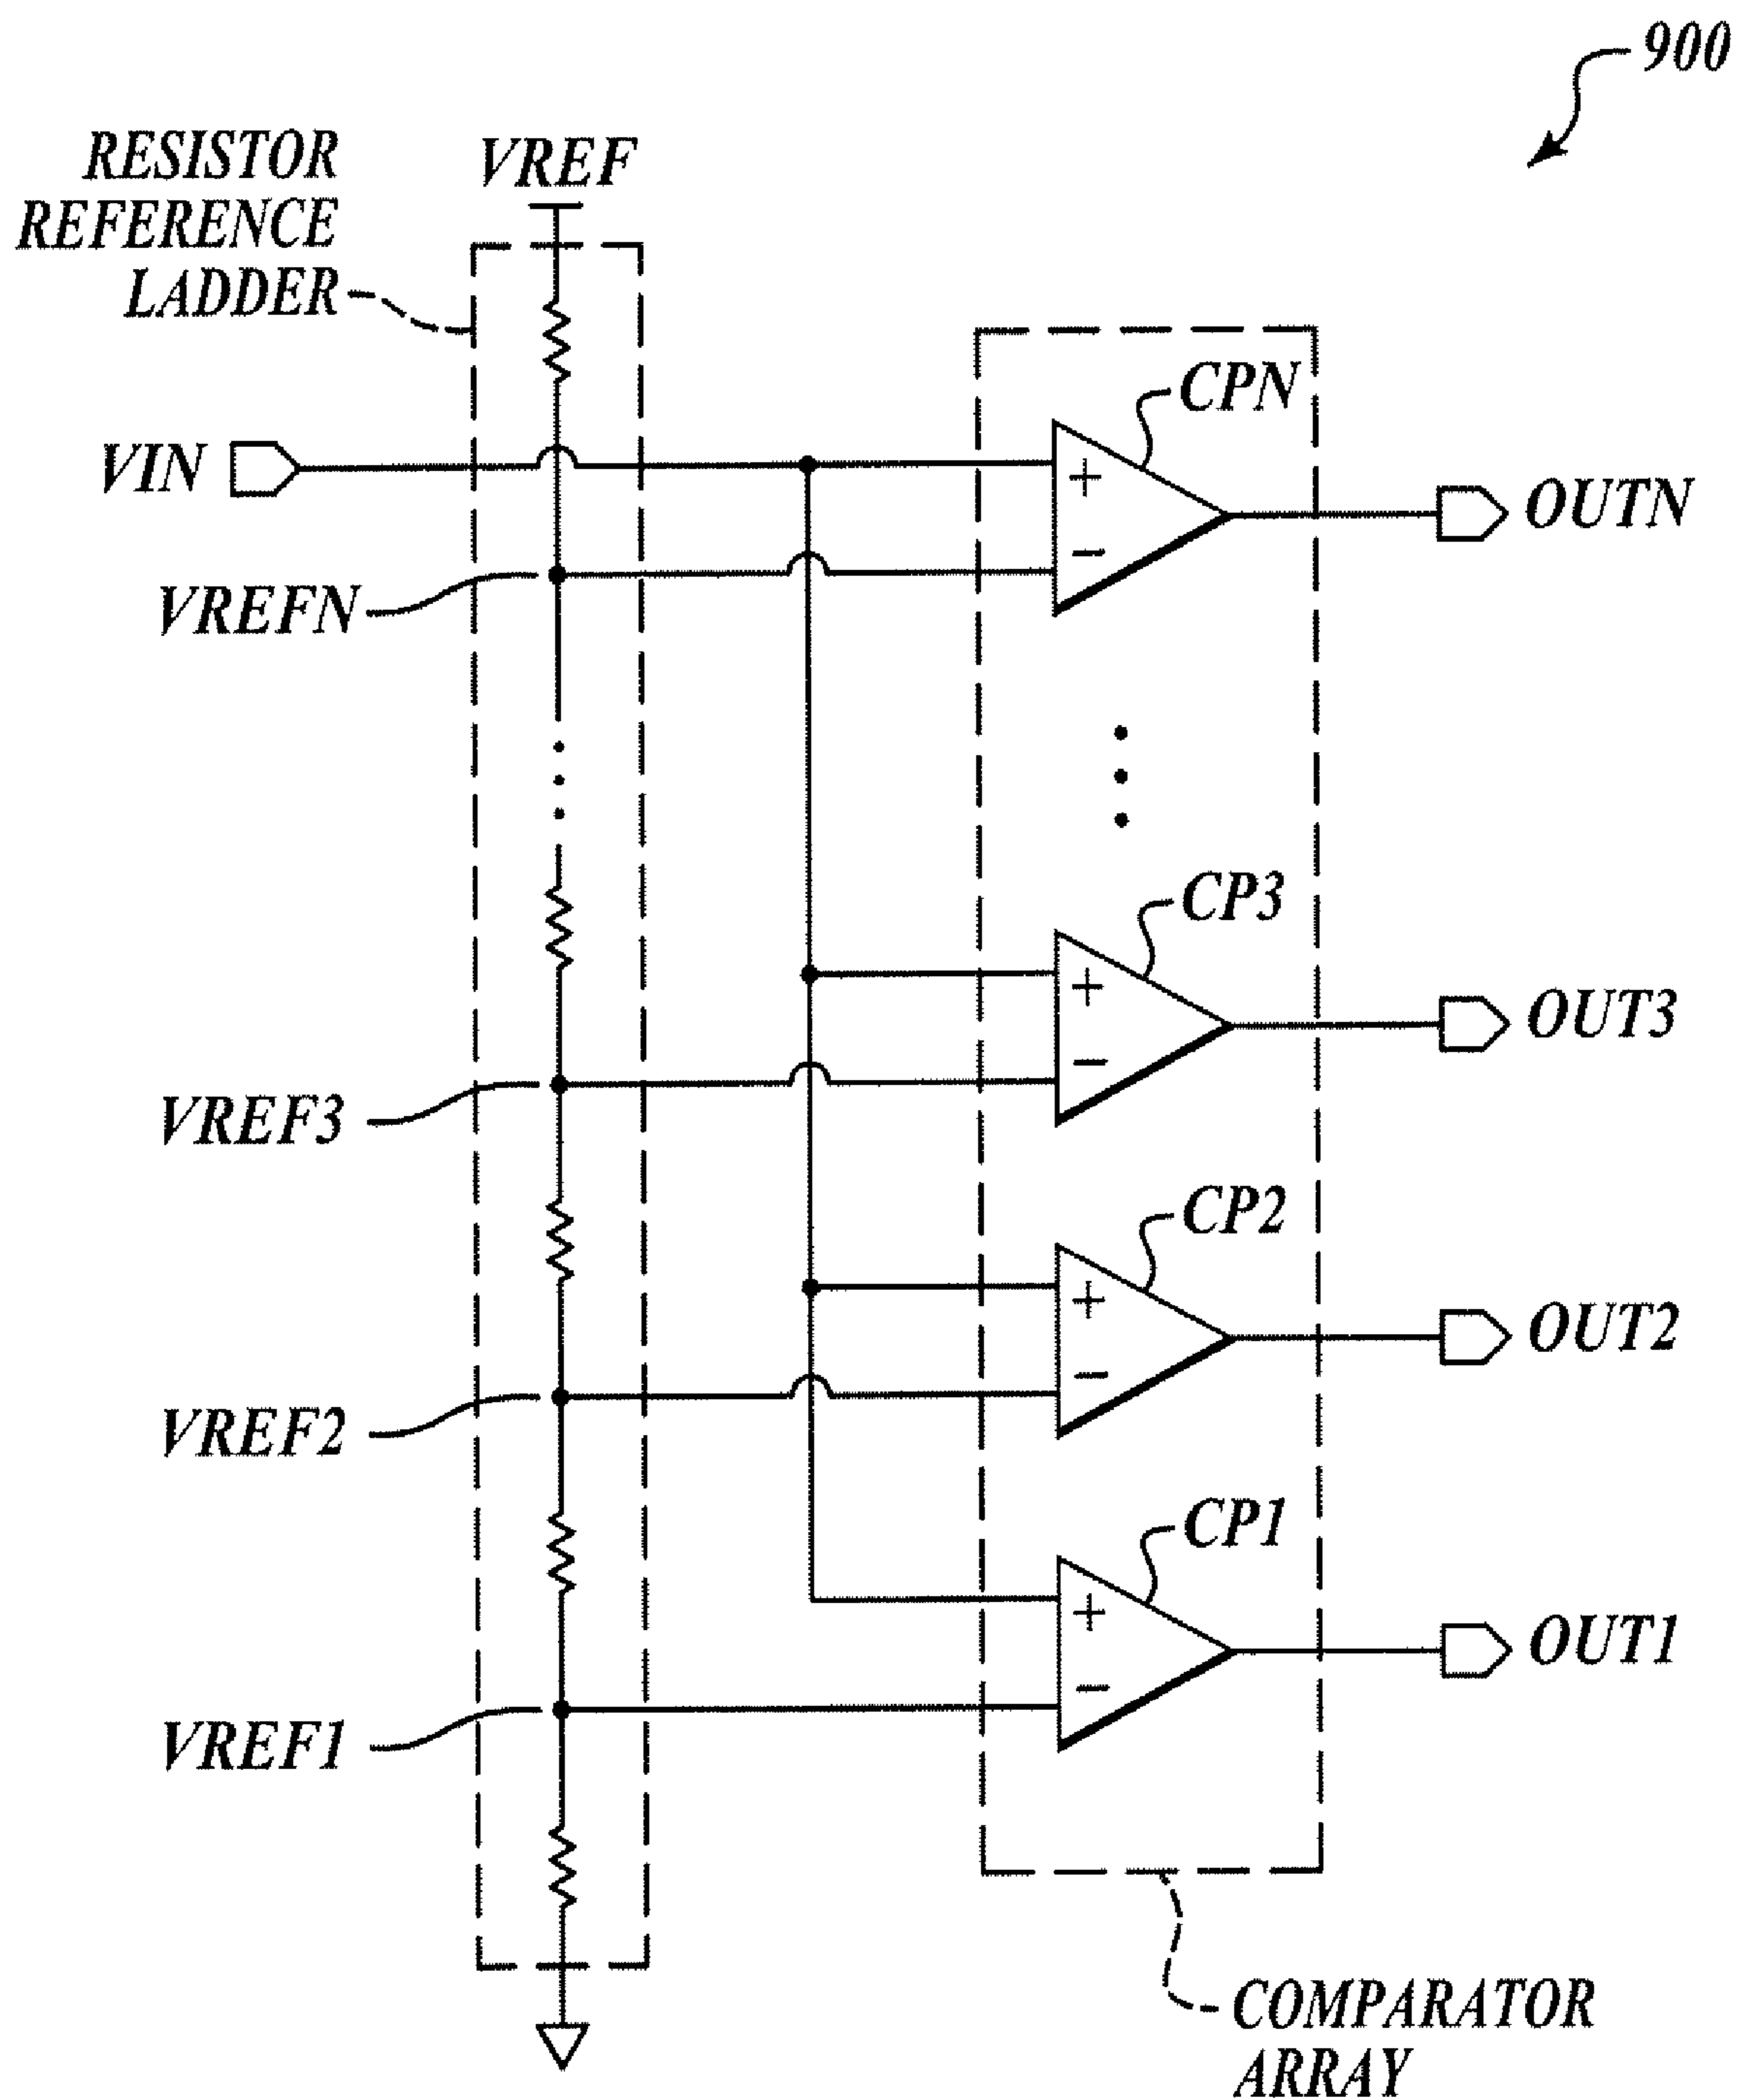 900
RESISTOR
REFERENCE
LADDER
VREF
CPN
VIN
+
−
OUTN
VREFN
CP3
+
−
OUT3
VREF3
CP2
+
−
OUT2
VREF2
CP1
+
−
OUT1
VREF1
COMPARATOR
ARRAY